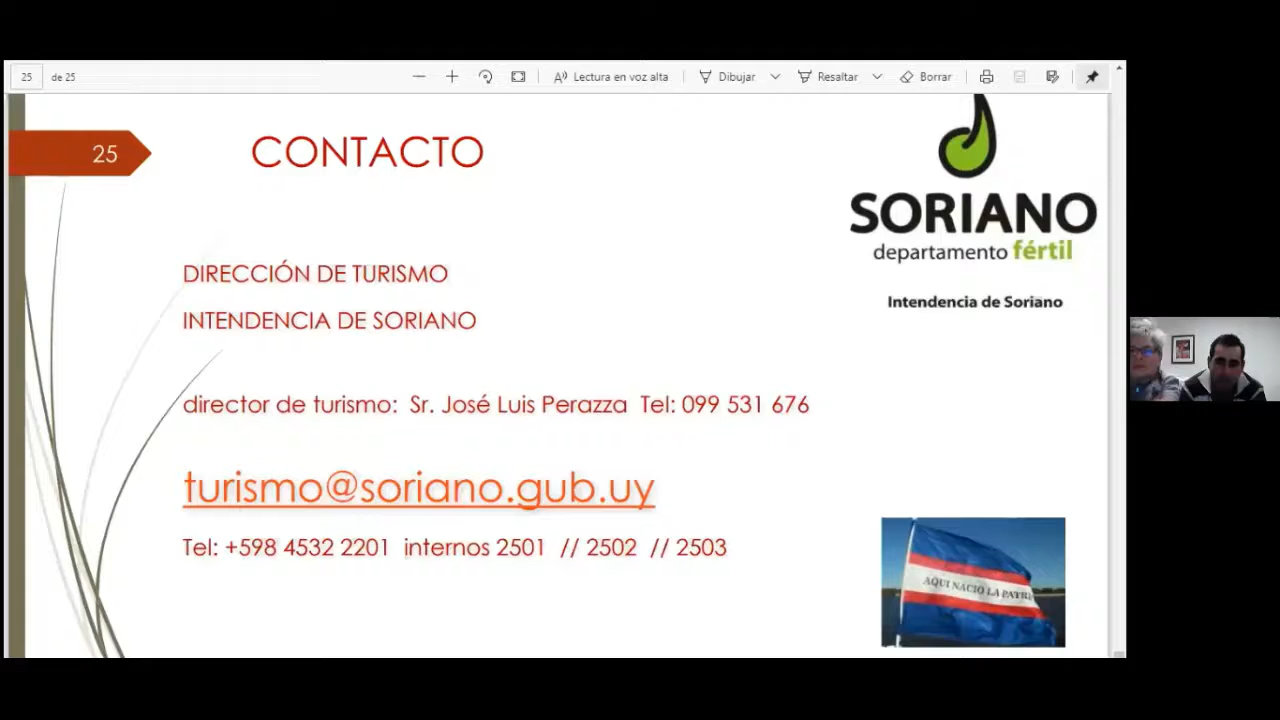 25 de 25 Lectura en voz alta Dibujar Resaltar Borrar
25 CONTACTO
SORIANO
departamento fértil
Intendencia de Soriano
DIRECCIÓN DE TURISMO
INTENDENCIA DE SORIANO
director de turismo: Sr. José Luis Perazza Tel: 099 531 676
turismo@soriano.gub.uy
Tel: +598 4532 2201 internos 2501 // 2502 // 2503
AQUI NACIO LA PATRI